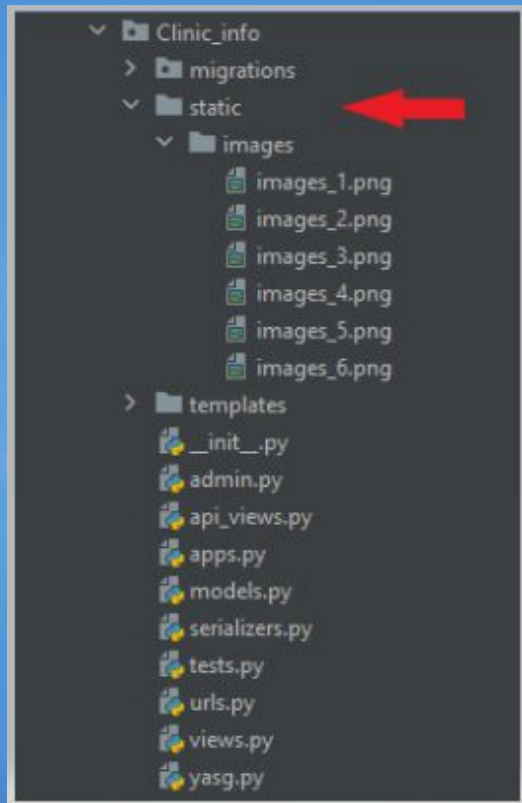 Clinic_info
migrations
static
images
images_1.png
images_2.png
images_3.png
images_4.png
images_5.png
images_6.png
templates
__init__.py
admin.py
api_views.py
apps.py
models.py
serializers.py
tests.py
urls.py
views.py
yasg.py